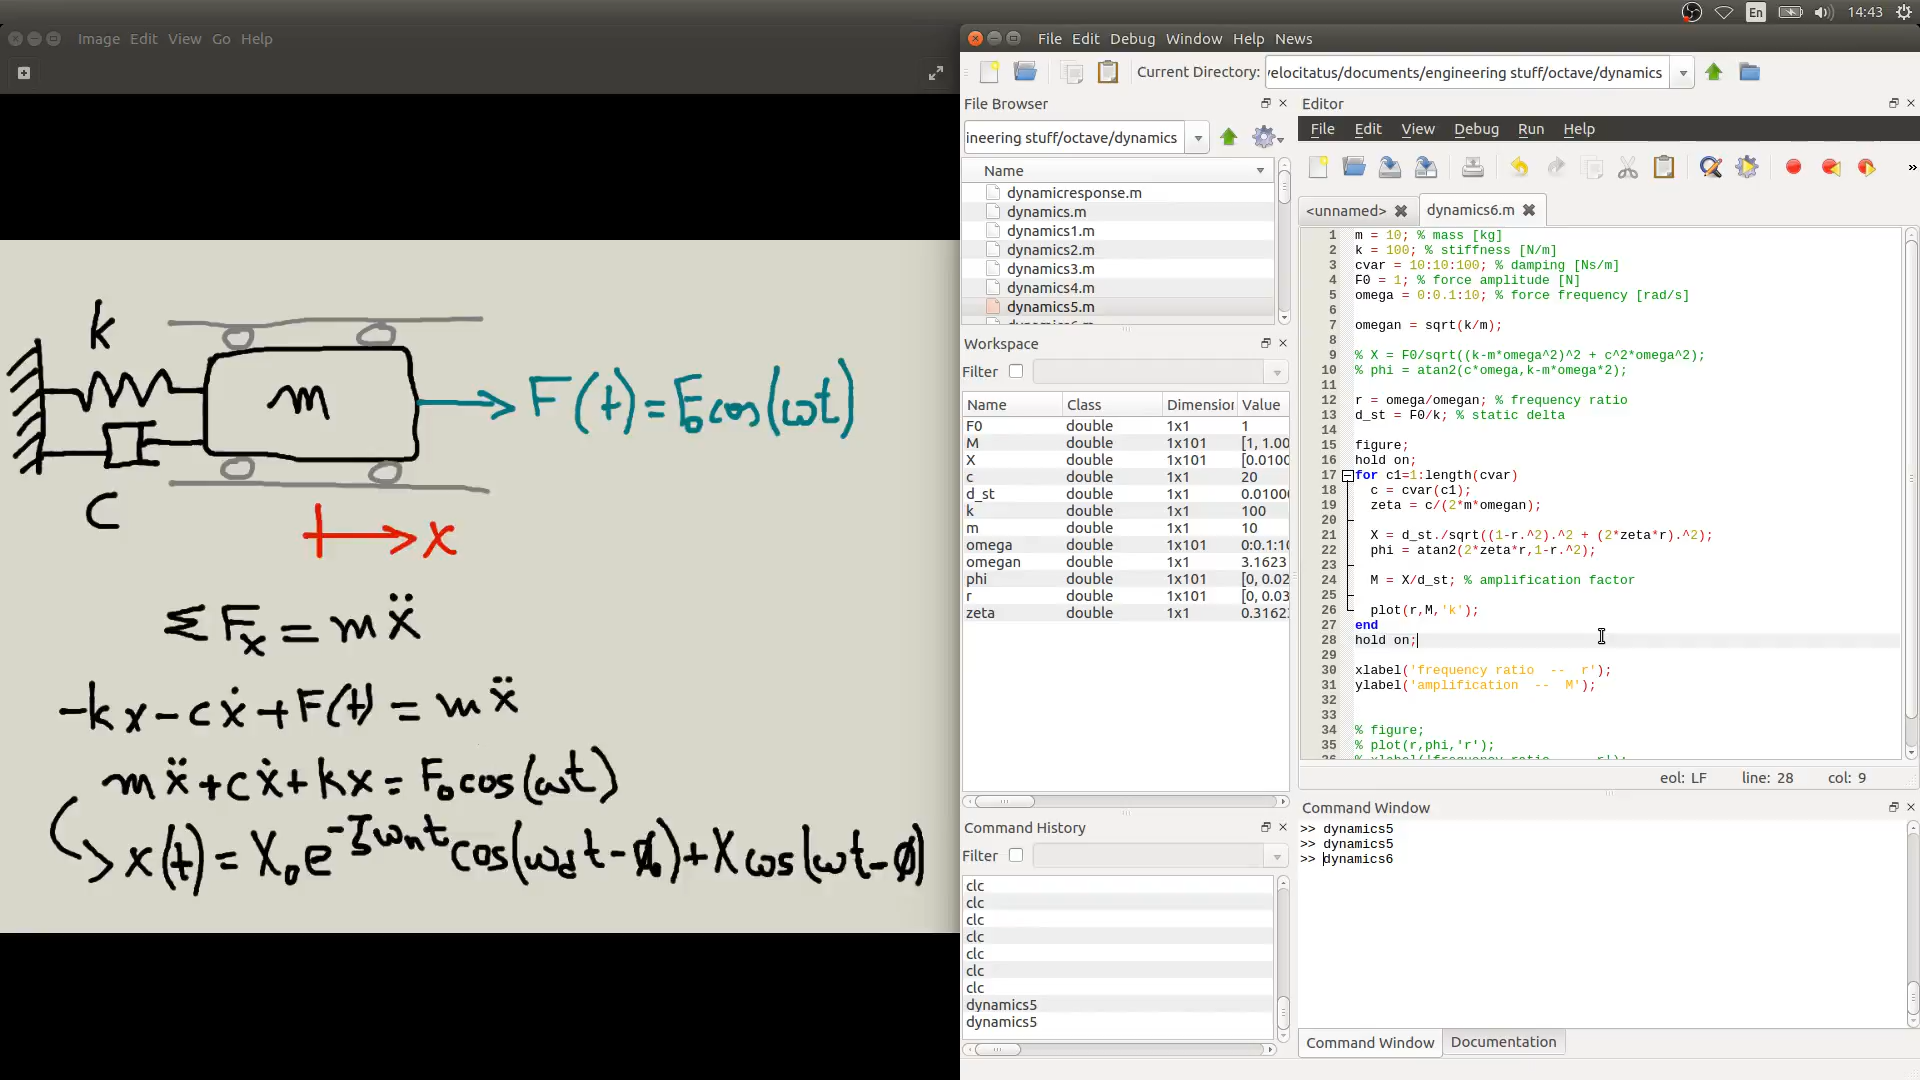 En
14:43
Image Edit View Go Help
k
m
F(t)=F₀cos(ωt)
C
x
ΣFₓ = mẍ
-kx-cẋ+F(t) = mẍ
mẍ+cẋ+kx=F₀cos(ωt)
x(t)=X₀e^-ζωₙt cos(ω_d t-φ₀)+Xcos(ωt-φ)
File Edit Debug Window Help News
Current Directory: velocitatus/documents/engineering stuff/octave/dynamics
File Browser
ineering stuff/octave/dynamics
Name
dynamicresponse.m
dynamics.m
dynamics1.m
dynamics2.m
dynamics3.m
dynamics4.m
dynamics5.m
Workspace
Filter
Name Class Dimension Value
F0 double 1x1 1
M double 1x101 [1, 1.00
X double 1x101 [0.0100
c double 1x1 20
d_st double 1x1 0.01000
k double 1x1 100
m double 1x1 10
omega double 1x101 0:0.1:10
omegan double 1x1 3.1623
phi double 1x101 [0, 0.02
r double 1x101 [0, 0.03
zeta double 1x1 0.3162
Command History
Filter
clc
clc
clc
clc
clc
clc
clc
dynamics5
dynamics5
Editor
File Edit View Debug Run Help
<unnamed> dynamics6.m
1 m = 10; % mass [kg]
2 k = 100; % stiffness [N/m]
3 cvar = 10:10:100; % damping [Ns/m]
4 F0 = 1; % force amplitude [N]
5 omega = 0:0.1:10; % force frequency [rad/s]
6
7 omegan = sqrt(k/m);
8
9 % X = F0/sqrt((k-m*omega^2)^2 + c^2*omega^2);
10 % phi = atan2(c*omega,k-m*omega*2);
11
12 r = omega/omegan; % frequency ratio
13 d_st = F0/k; % static delta
14
15 figure;
16 hold on;
17 for c1=1:length(cvar)
18 c = cvar(c1);
19 zeta = c/(2*m*omegan);
20
21 X = d_st./sqrt((1-r.^2).^2 + (2*zeta*r).^2);
22 phi = atan2(2*zeta*r,1-r.^2);
23
24 M = X/d_st; % amplification factor
25
26 plot(r,M,'k');
27 end
28 hold on;
29
30 xlabel('frequency ratio -- r');
31 ylabel('amplification -- M');
32
33
34 % figure;
35 % plot(r,phi,'r');
eol: LF line: 28 col: 9
Command Window
>> dynamics5
>> dynamics5
>> dynamics6
Command Window Documentation